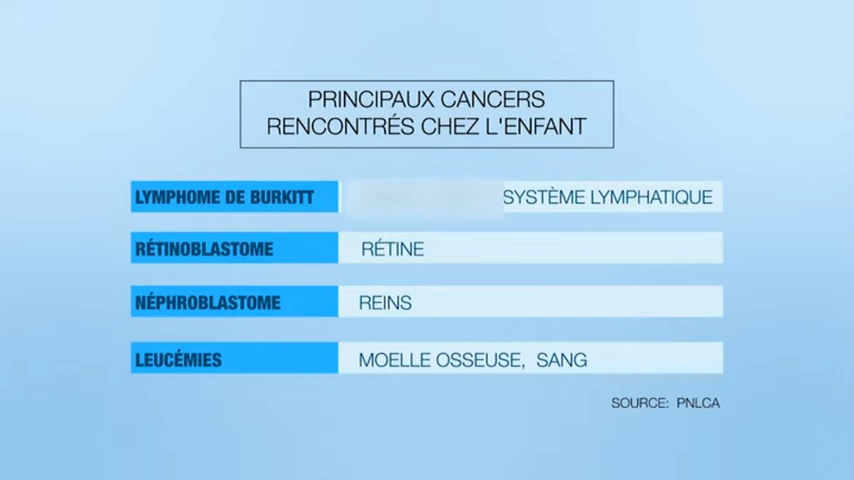 PRINCIPAUX CANCERS
RENCONTRÉS CHEZ L'ENFANT
LYMPHOME DE BURKITT SYSTÈME LYMPHATIQUE
RÉTINOBLASTOME RÉTINE
NÉPHROBLASTOME REINS
LEUCÉMIES MOELLE OSSEUSE, SANG
SOURCE: PNLCA